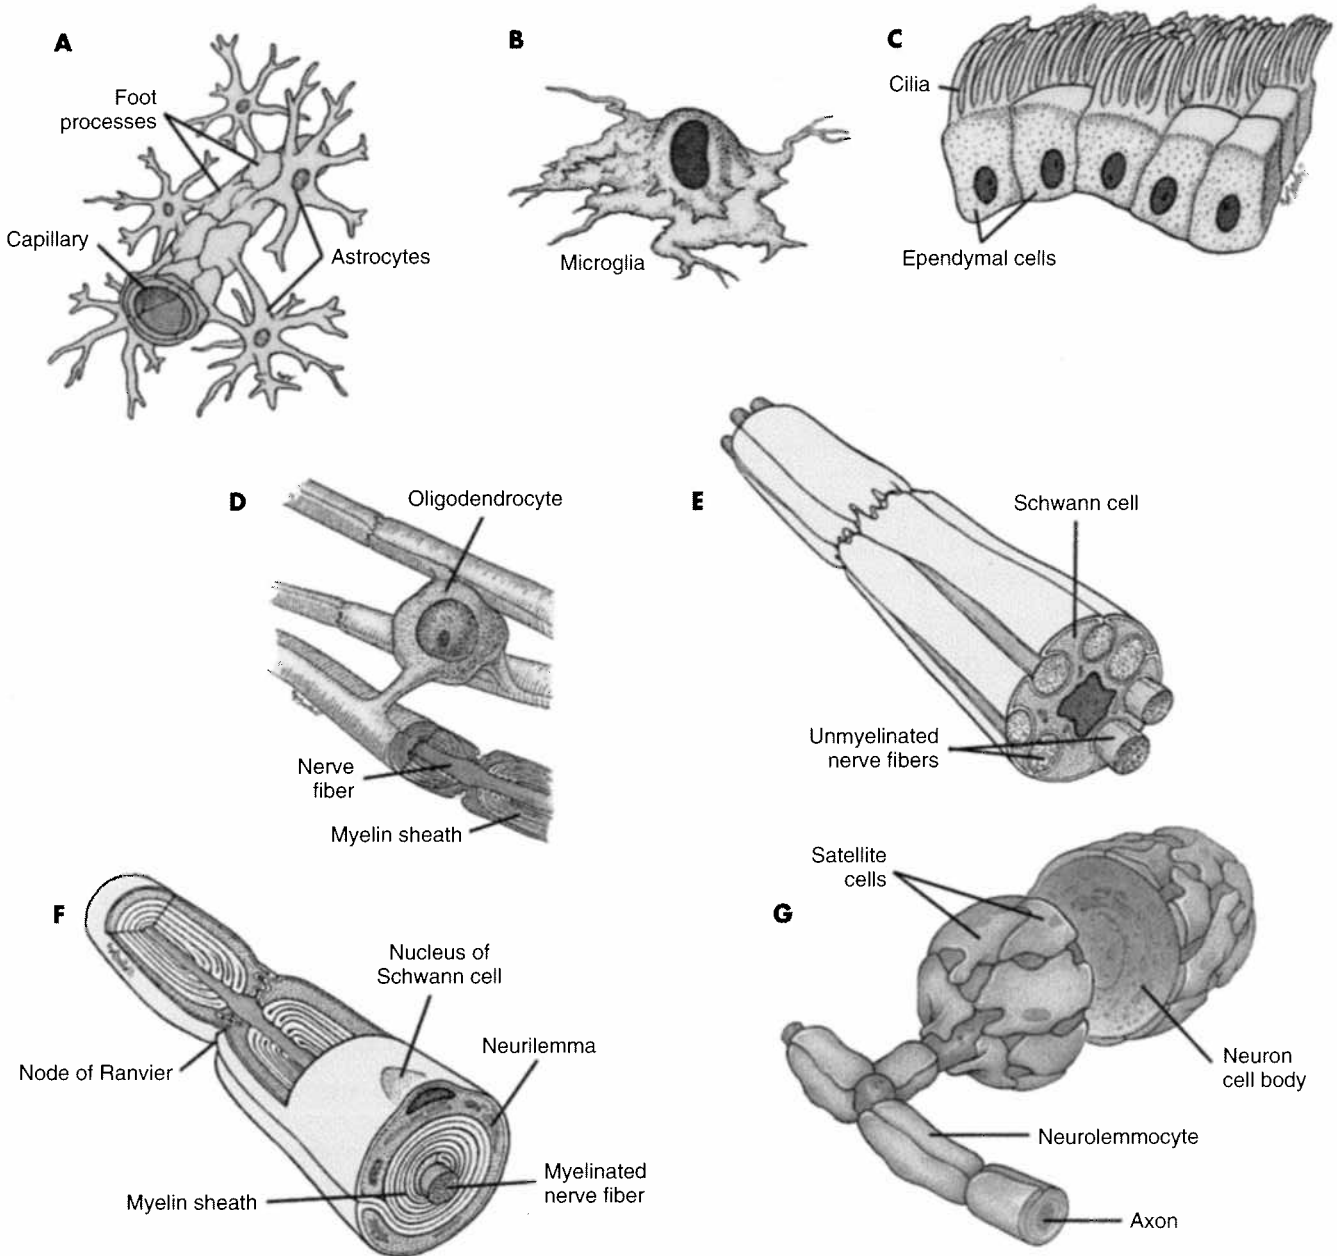 A
Foot
processes
Capillary
Astrocytes
B
Microglia
C
Cilia
Ependymal cells
D
Oligodendrocyte
Nerve
fiber
Myelin sheath
E
Schwann cell
Unmyelinated
nerve fibers
F
Nucleus of
Schwann cell
Neurilemma
Node of Ranvier
Myelin sheath
Myelinated
nerve fiber
G
Satellite
cells
Neuron
cell body
Neurolemmocyte
Axon